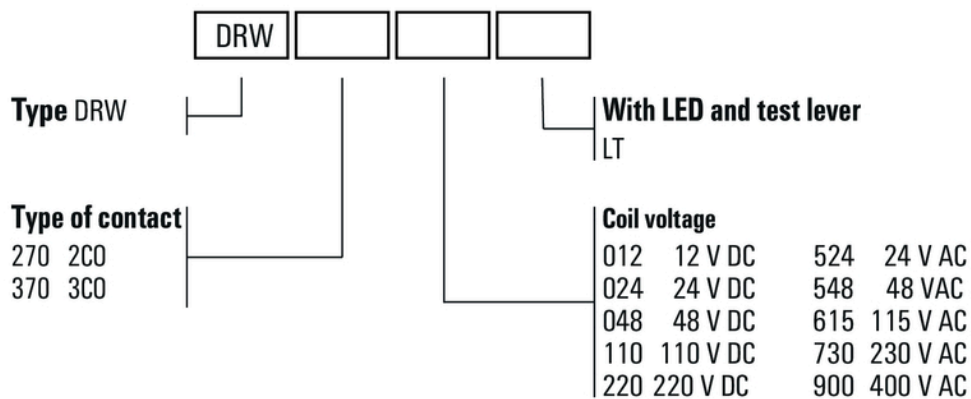 DRW
Type DRW
With LED and test lever
LT
Type of contact
270 2CO
370 3CO
Coil voltage
012 12 V DC 524 24 V AC
024 24 V DC 548 48 VAC
048 48 V DC 615 115 V AC
110 110 V DC 730 230 V AC
220 220 V DC 900 400 V AC